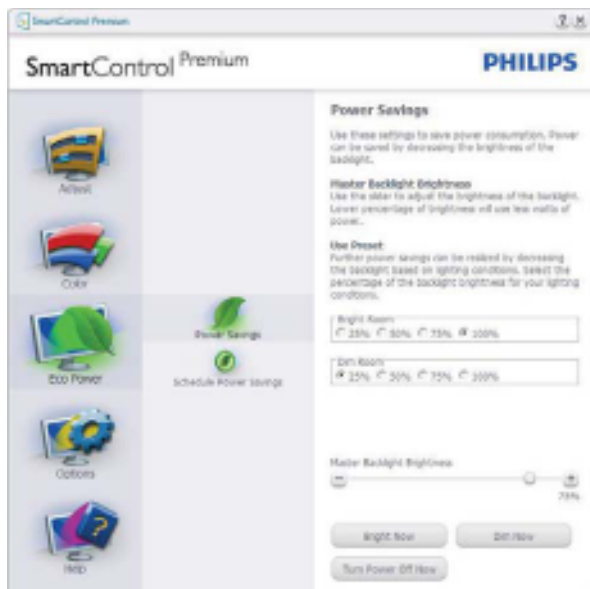 SmartControl Premium
SmartControl Premium
PHILIPS
Adjust
Color
Eco Power
Options
Help
Power Savings
Schedule Power Savings
Power Savings
Use these settings to save power consumption. Power
can be saved by decreasing the brightness of the
backlight.
Master Backlight Brightness
Use the slider to adjust the brightness of the backlight.
Lower percentage of brightness will use less watts of
power.
Use Preset
Further power savings can be realized by decreasing
the backlight based on lighting conditions. Select the
percentage of the backlight brightness for your lighting
conditions.
Bright Room
25% 50% 75% 100%
Dim Room
25% 50% 75% 100%
Master Backlight Brightness
Bright Now
Dim Now
Turn Power Off Now